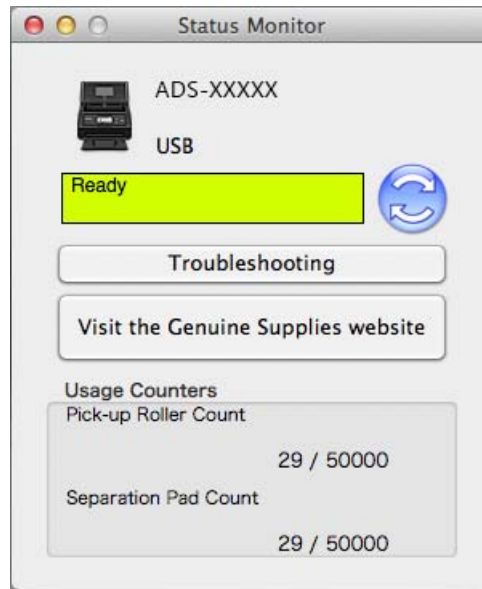 Status Monitor
ADS-XXXXX
USB
Ready
Troubleshooting
Visit the Genuine Supplies website
Usage Counters
Pick-up Roller Count
29 / 50000
Separation Pad Count
29 / 50000